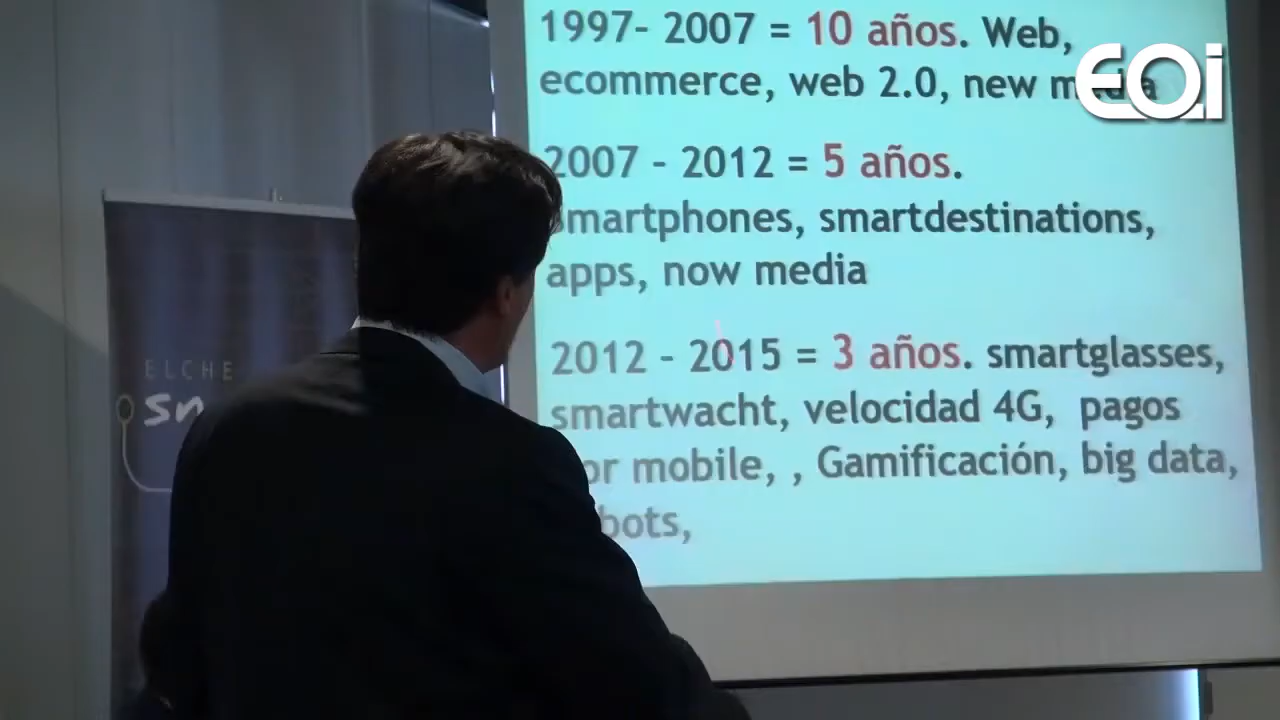 1997- 2007 = 10 años. Web,
ecommerce, web 2.0, new media
EOi
2007 - 2012 = 5 años.
smartphones, smartdestinations,
apps, now media
2012 - 2015 = 3 años. smartglasses,
smartwacht, velocidad 4G, pagos
mobile, , Gamificación, big data,
ELCHE